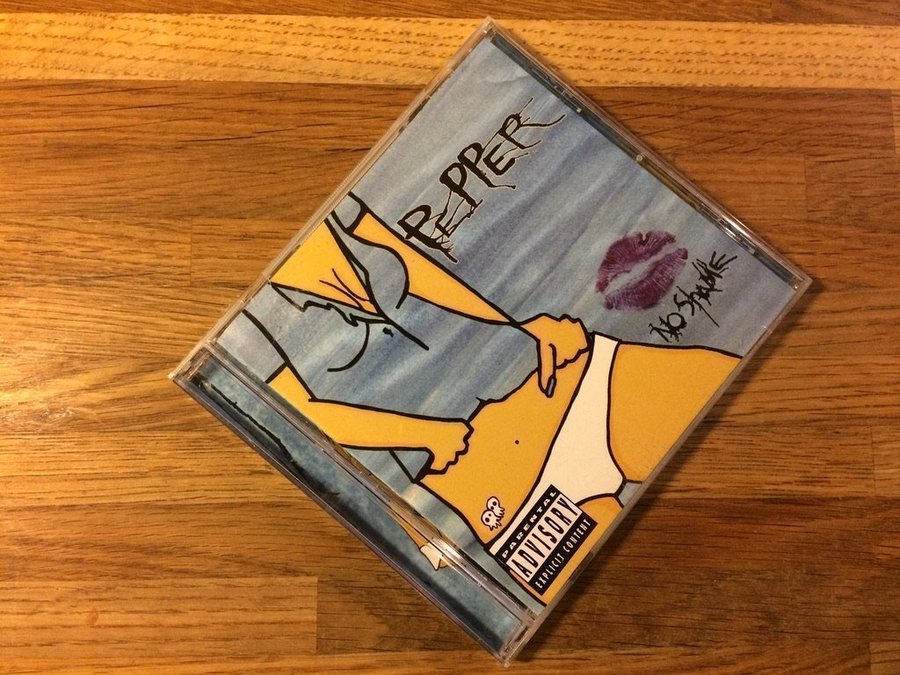 PEPPER
NO SHAME
PARENTAL
ADVISORY
EXPLICIT CONTENT